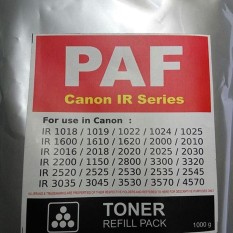 PAF
Canon IR Series
For use in Canon :
IR 1018 / 1019 / 1022 / 1024 / 1025
IR 1600 / 1610 / 1620 / 2000 / 2010
IR 2016 / 2018 / 2020 / 2025 / 2030
IR 2200 / 1150 / 2800 / 3300 / 3320
IR 2520 / 2525 / 2530 / 2535 / 2545
IR 3035 / 3045 / 3530 / 3570 / 4570
TONER
REFILL PACK
1000 g